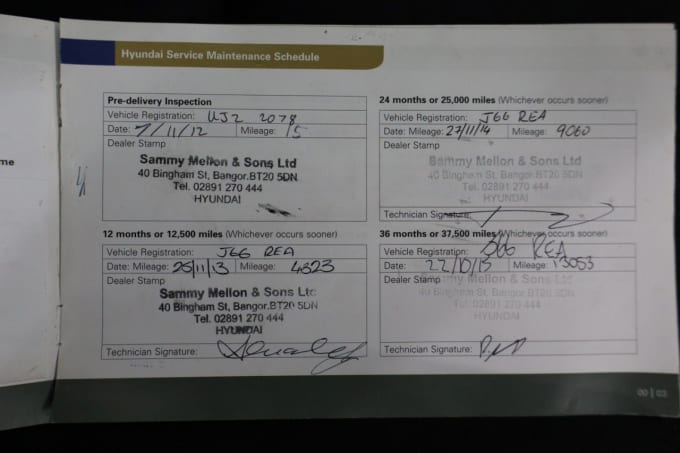 Hyundai Service Maintenance Schedule
Pre-delivery Inspection
Vehicle Registration: UJZ 2078
Date: 7/11/12 Mileage: 15
Dealer Stamp
Sammy Mellon & Sons Ltd
40 Bingham St, Bangor.BT20 5DN
Tel. 02891 270 444
HYUNDAI
12 months or 12,500 miles (Whichever occurs sooner)
Vehicle Registration: J66 REA
Date: Mileage: 25/11/13 Mileage: 4323
Dealer Stamp
Sammy Mellon & Sons Ltd
40 Bingham St, Bangor.BT20 5DN
Tel. 02891 270 444
HYUNDAI
Technician Signature:
24 months or 25,000 miles (Whichever occurs sooner)
Vehicle Registration: J66 REA
Date: Mileage: 27/11/14 Mileage: 9060
Dealer Stamp
Sammy Mellon & Sons Ltd
40 Bingham St, Bangor.BT20 5DN
Tel. 02891 270 444
HYUNDAI
Technician Signature:
36 months or 37,500 miles (Whichever occurs sooner)
Vehicle Registration: J66 REA
Date: 22/10/15 Mileage: 13053
Dealer Stamp
Sammy Mellon & Sons Ltd
40 Bingham St, Bangor.BT20 5DN
Tel. 02891 270 444
HYUNDAI
Technician Signature:
me